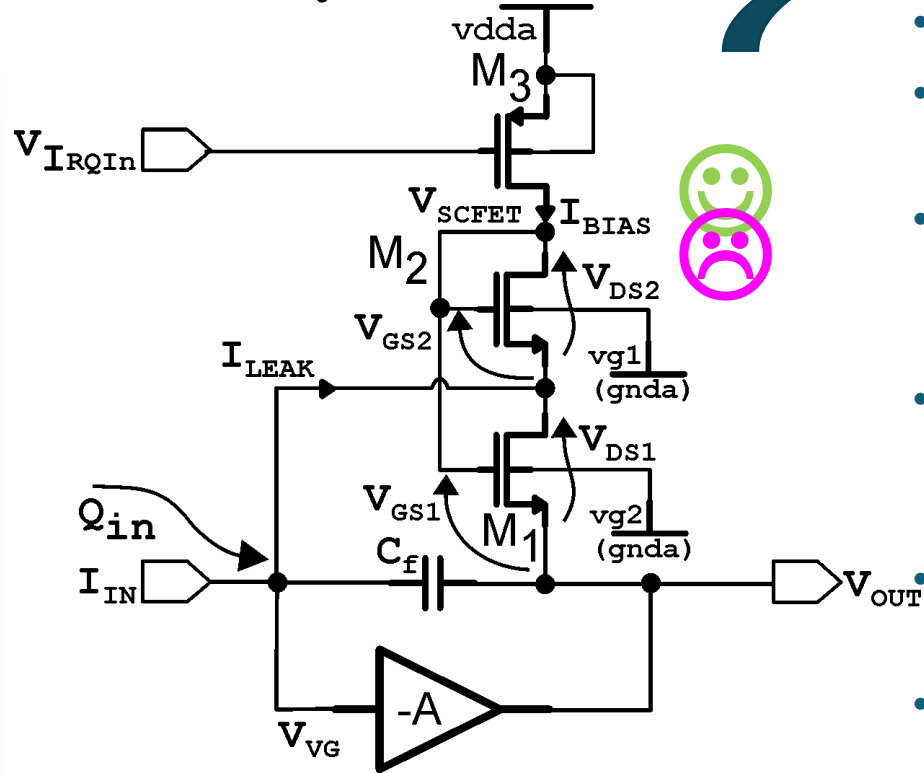 vdda
M3
VIRQIn
VSCFET
IBIAS
M2
VDS2
VGS2
vg1
(gnda)
ILEAK
VDS1
VGS1
vg2
(gnda)
M1
Qin
Cf
IIN
VOUT
-A
VVG